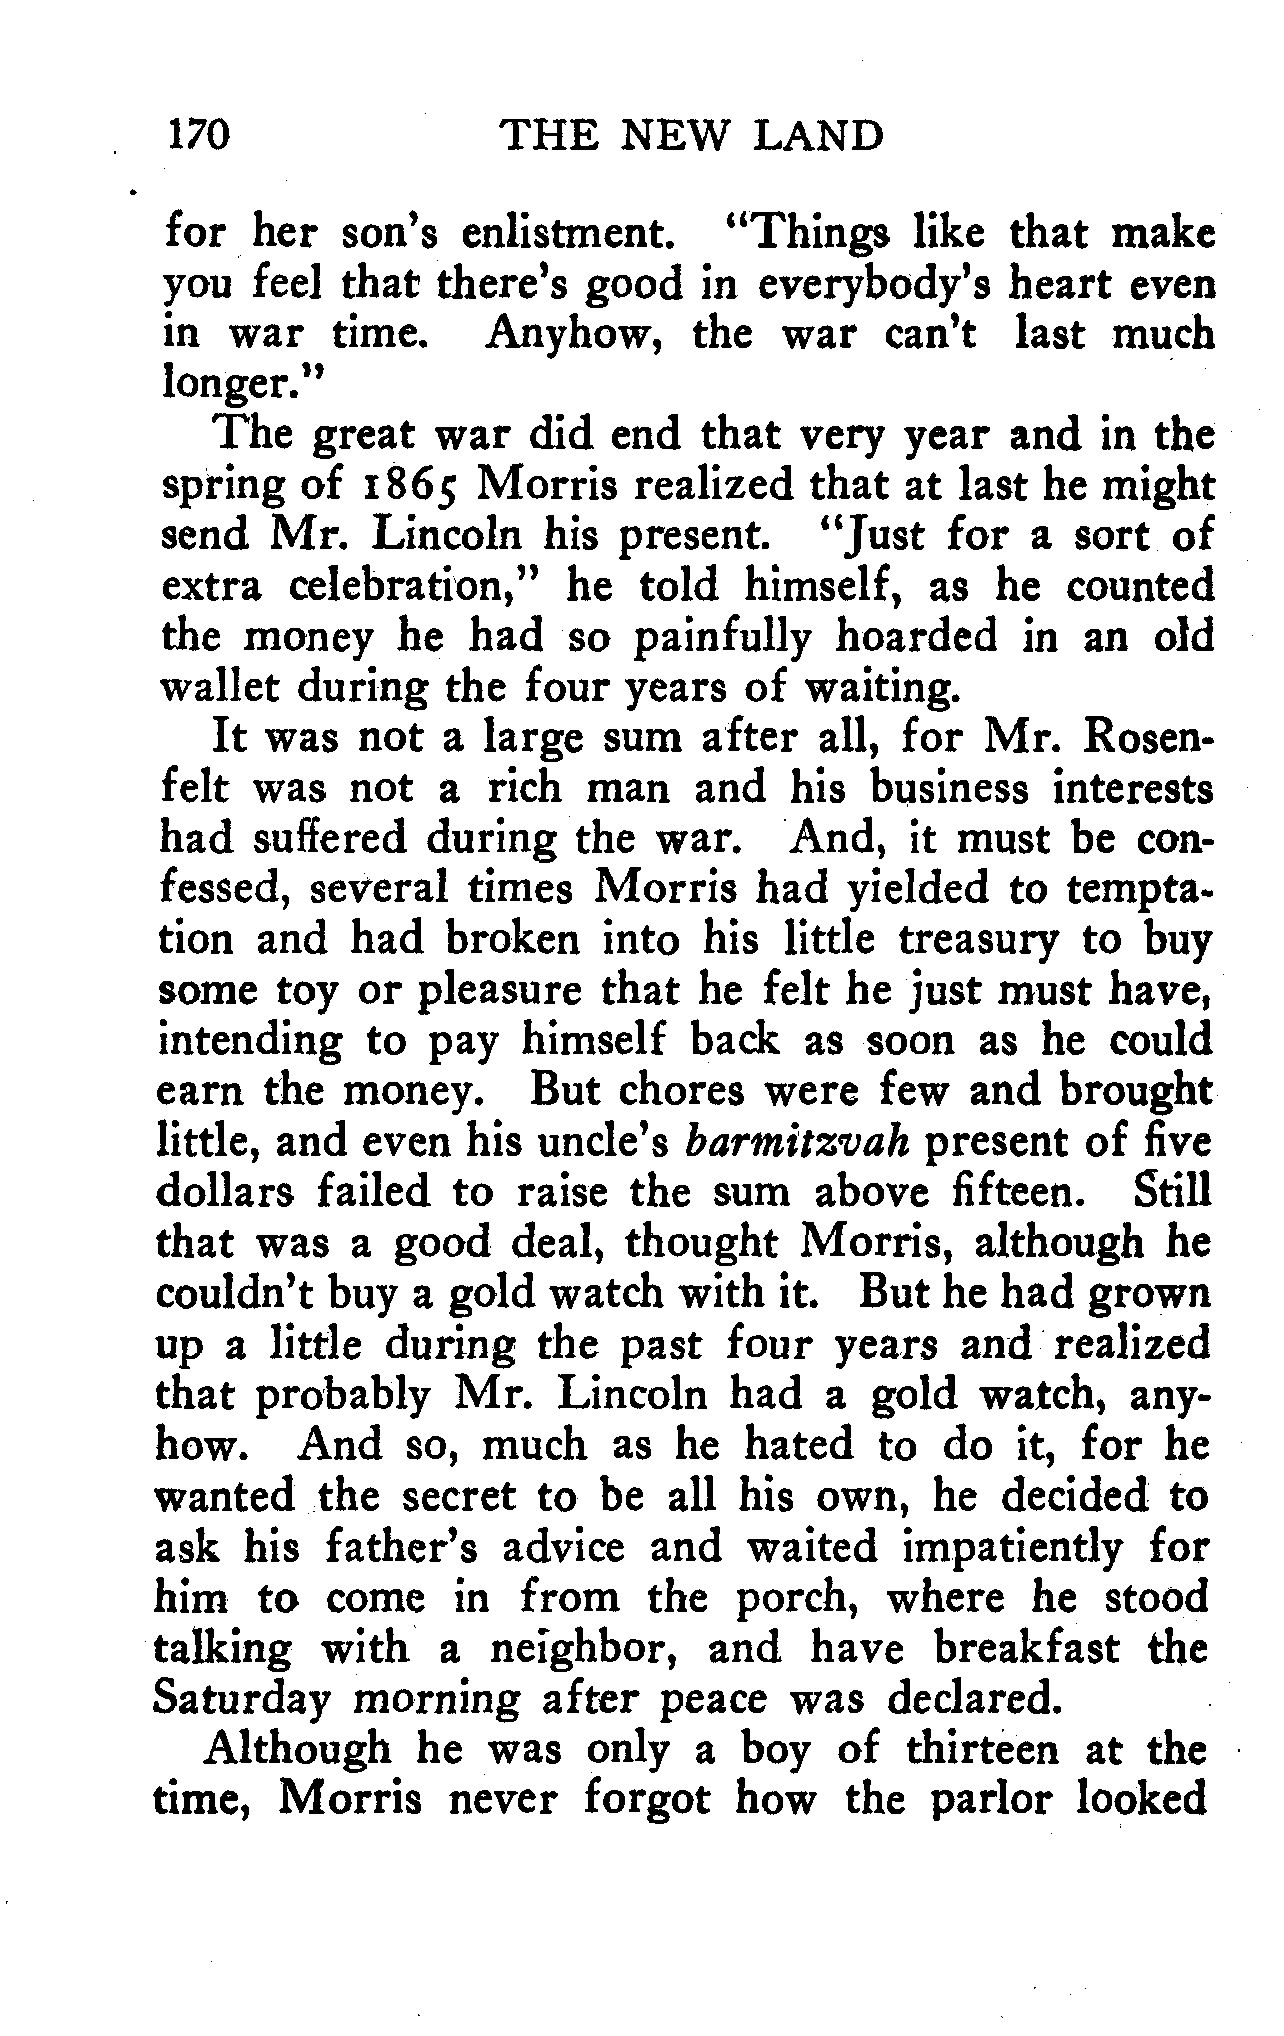 170 THE NEW LAND
for her son's enlistment. "Things like that make
you feel that there's good in everybody's heart even
in war time. Anyhow, the war can't last much
longer."
The great war did end that very year and in the
spring of 1865 Morris realized that at last he might
send Mr. Lincoln his present. "Just for a sort of
extra celebration," he told himself, as he counted
the money he had so painfully hoarded in an old
wallet during the four years of waiting.
It was not a large sum after all, for Mr. Rosen-
felt was not a rich man and his business interests
had suffered during the war. And, it must be con-
fessed, several times Morris had yielded to tempta-
tion and had broken into his little treasury to buy
some toy or pleasure that he felt he just must have,
intending to pay himself back as soon as he could
earn the money. But chores were few and brought
little, and even his uncle's barmitzvah present of five
dollars failed to raise the sum above fifteen. Still
that was a good deal, thought Morris, although he
couldn't buy a gold watch with it. But he had grown
up a little during the past four years and realized
that probably Mr. Lincoln had a gold watch, any-
how. And so, much as he hated to do it, for he
wanted the secret to be all his own, he decided to
ask his father's advice and waited impatiently for
him to come in from the porch, where he stood
talking with a neighbor, and have breakfast the
Saturday morning after peace was declared.
Although he was only a boy of thirteen at the
time, Morris never forgot how the parlor looked